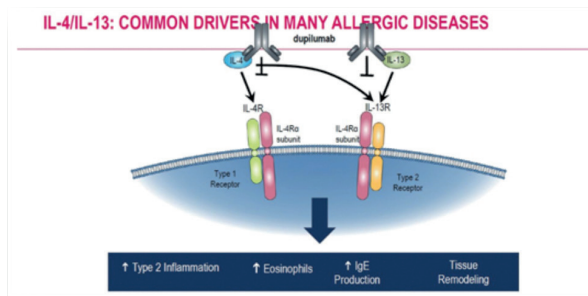 IL-4/IL-13: COMMON DRIVERS IN MANY ALLERGIC DISEASES
dupilumab
IL-4
IL-13
IL-4R
IL-13R
IL-4Rα
subunit
IL-4Rα
subunit
Type 1
Receptor
Type 2
Receptor
↑ Type 2 Inflammation
↑ Eosinophils
↑ IgE
Production
Tissue
Remodeling